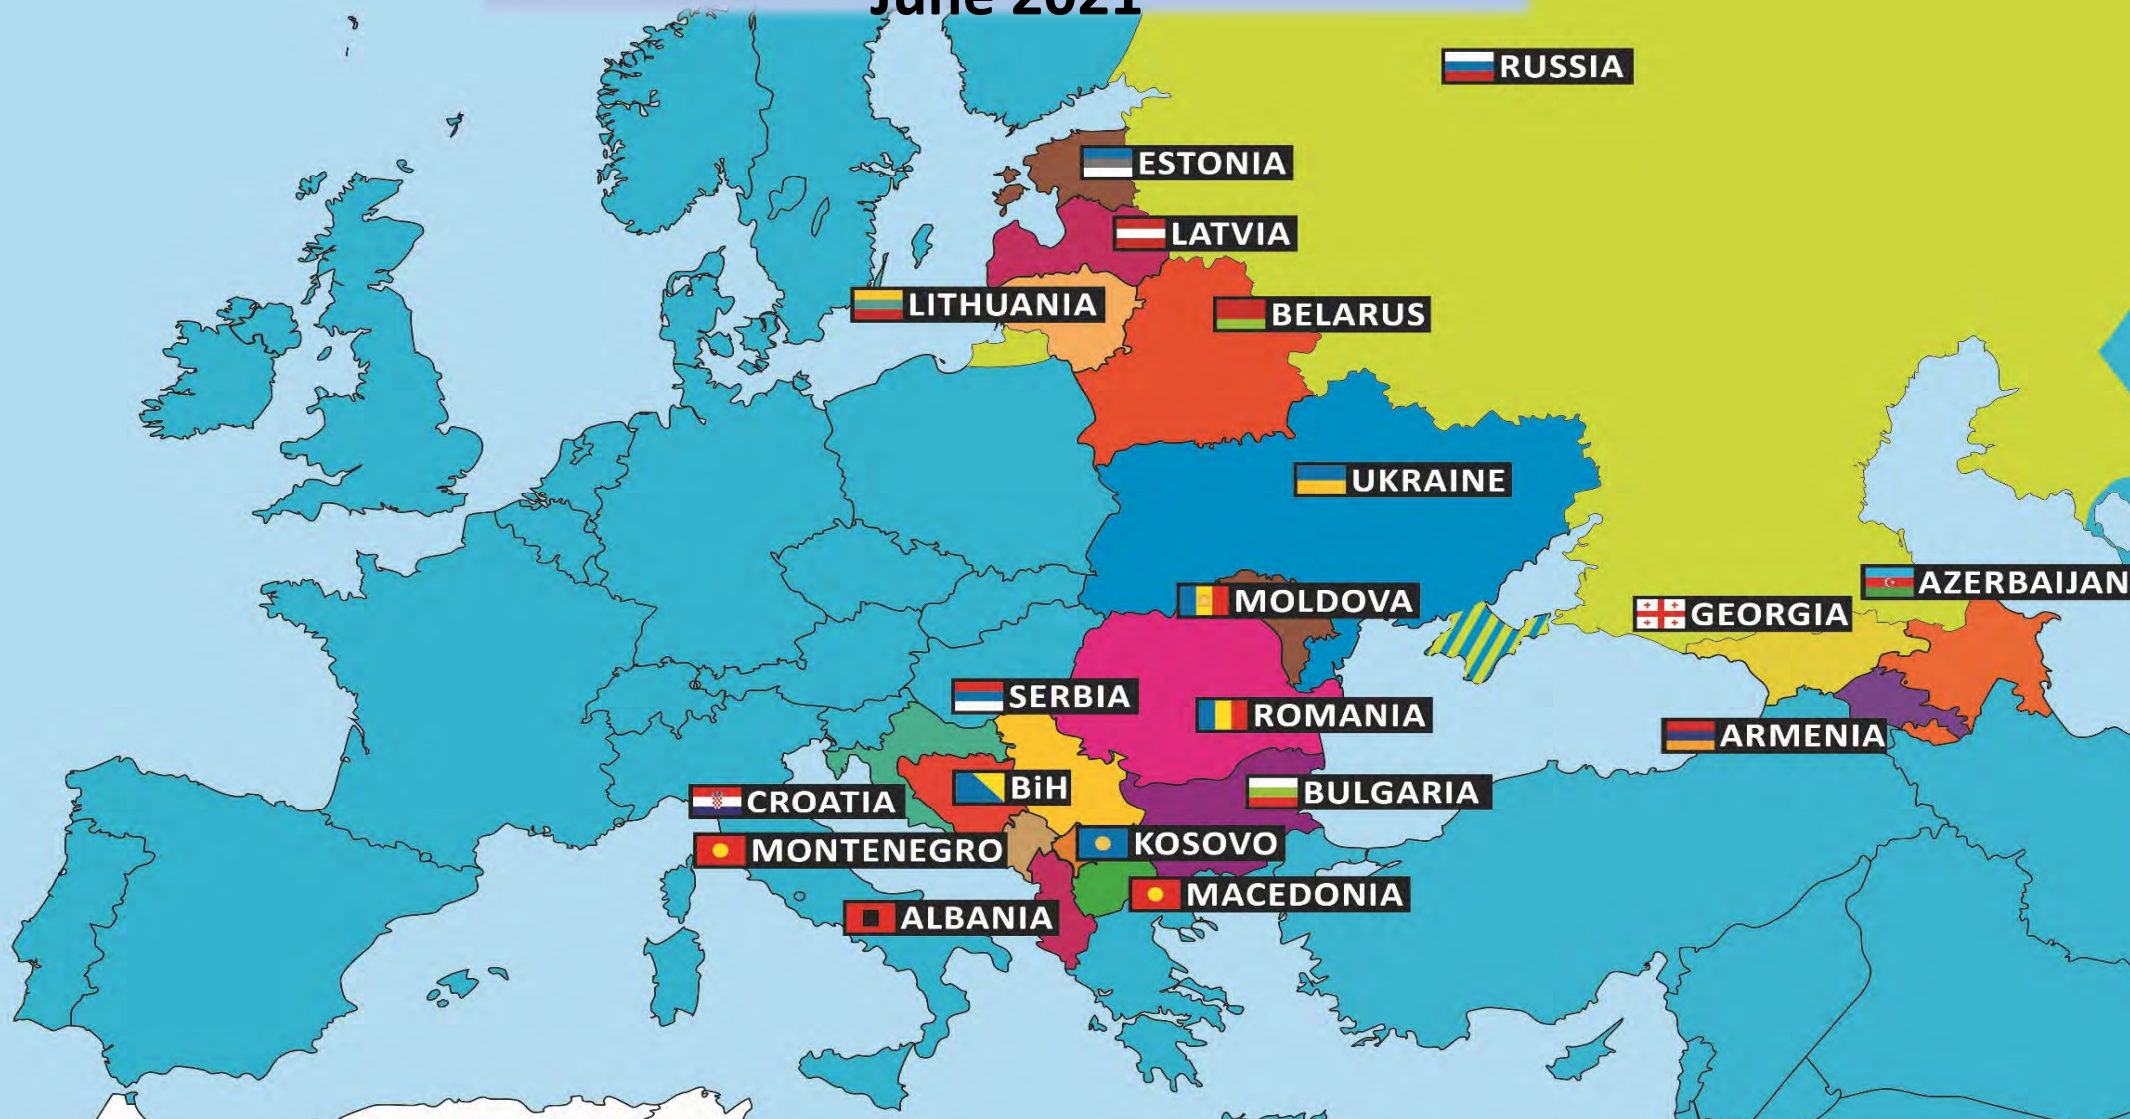 June 2021
RUSSIA
ESTONIA
LATVIA
LITHUANIA
BELARUS
UKRAINE
AZERBAIJAN
MOLDOVA
GEORGIA
SERBIA
ROMANIA
ARMENIA
BiH
BULGARIA
CROATIA
KOSOVO
MONTENEGRO
MACEDONIA
ALBANIA